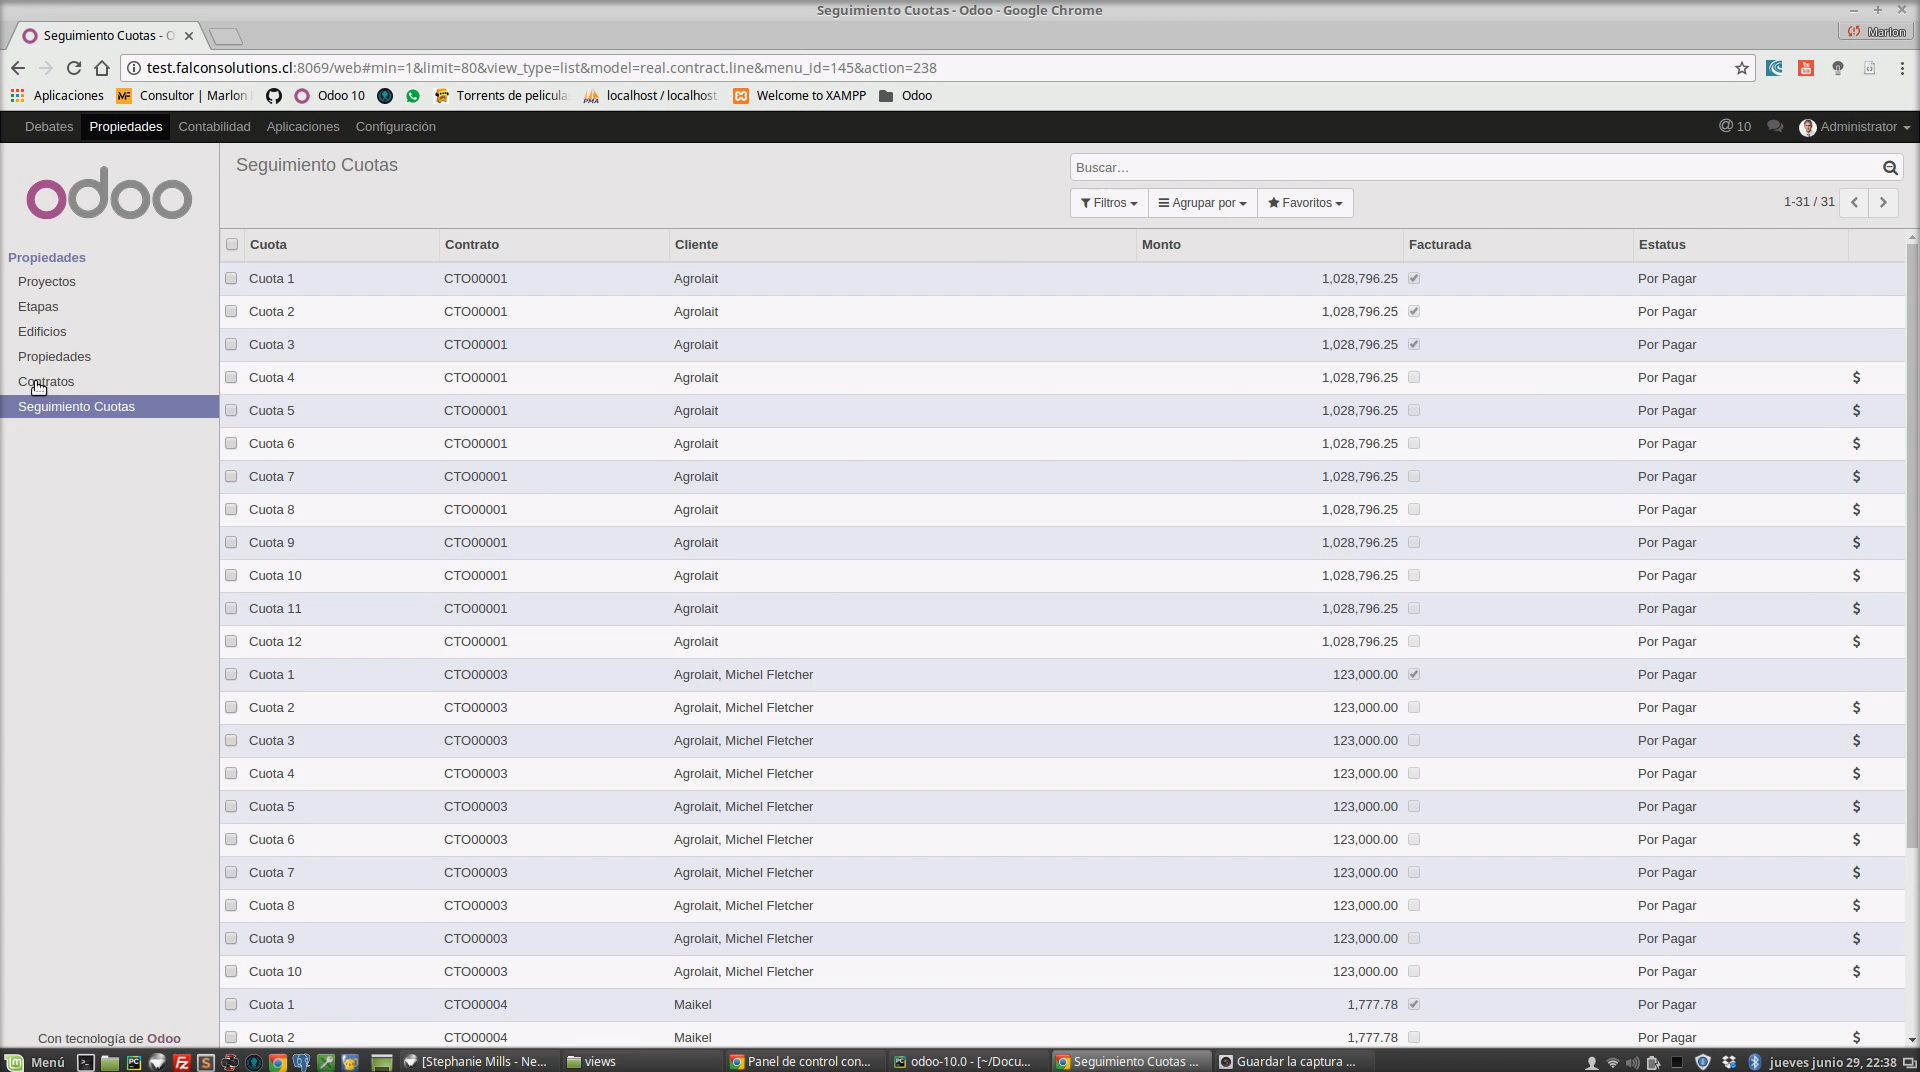 Seguimiento Cuotas - Odoo - Google Chrome
Seguimiento Cuotas - O
Marlon
test.falconsolutions.cl:8069/web#min=1&limit=80&view_type=list&model=real.contract.line&menu_id=145&action=238
Aplicaciones MF Consultor | Marlon Odoo 10 Torrents de pelicula PMA localhost / localhost Welcome to XAMPP Odoo
Debates Propiedades Contabilidad Aplicaciones Configuración @ 10 Administrator
odoo
Seguimiento Cuotas
Buscar...
Filtros Agrupar por Favoritos 1-31 / 31
Propiedades
Proyectos
Etapas
Edificios
Propiedades
Contratos
Seguimiento Cuotas
Cuota Contrato Cliente Monto Facturada Estatus
Cuota 1 CTO00001 Agrolait 1,028,796.25 Por Pagar
Cuota 2 CTO00001 Agrolait 1,028,796.25 Por Pagar
Cuota 3 CTO00001 Agrolait 1,028,796.25 Por Pagar
Cuota 4 CTO00001 Agrolait 1,028,796.25 Por Pagar $
Cuota 5 CTO00001 Agrolait 1,028,796.25 Por Pagar $
Cuota 6 CTO00001 Agrolait 1,028,796.25 Por Pagar $
Cuota 7 CTO00001 Agrolait 1,028,796.25 Por Pagar $
Cuota 8 CTO00001 Agrolait 1,028,796.25 Por Pagar $
Cuota 9 CTO00001 Agrolait 1,028,796.25 Por Pagar $
Cuota 10 CTO00001 Agrolait 1,028,796.25 Por Pagar $
Cuota 11 CTO00001 Agrolait 1,028,796.25 Por Pagar $
Cuota 12 CTO00001 Agrolait 1,028,796.25 Por Pagar $
Cuota 1 CTO00003 Agrolait, Michel Fletcher 123,000.00 Por Pagar
Cuota 2 CTO00003 Agrolait, Michel Fletcher 123,000.00 Por Pagar $
Cuota 3 CTO00003 Agrolait, Michel Fletcher 123,000.00 Por Pagar $
Cuota 4 CTO00003 Agrolait, Michel Fletcher 123,000.00 Por Pagar $
Cuota 5 CTO00003 Agrolait, Michel Fletcher 123,000.00 Por Pagar $
Cuota 6 CTO00003 Agrolait, Michel Fletcher 123,000.00 Por Pagar $
Cuota 7 CTO00003 Agrolait, Michel Fletcher 123,000.00 Por Pagar $
Cuota 8 CTO00003 Agrolait, Michel Fletcher 123,000.00 Por Pagar $
Cuota 9 CTO00003 Agrolait, Michel Fletcher 123,000.00 Por Pagar $
Cuota 10 CTO00003 Agrolait, Michel Fletcher 123,000.00 Por Pagar $
Cuota 1 CTO00004 Maikel 1,777.78 Por Pagar
Cuota 2 CTO00004 Maikel 1,777.78 Por Pagar $
Con tecnología de Odoo
Menú [Stephanie Mills - Ne... views Panel de control con... odoo-10.0 - [~/Docu... Seguimiento Cuotas ... Guardar la captura ... jueves junio 29, 22:38